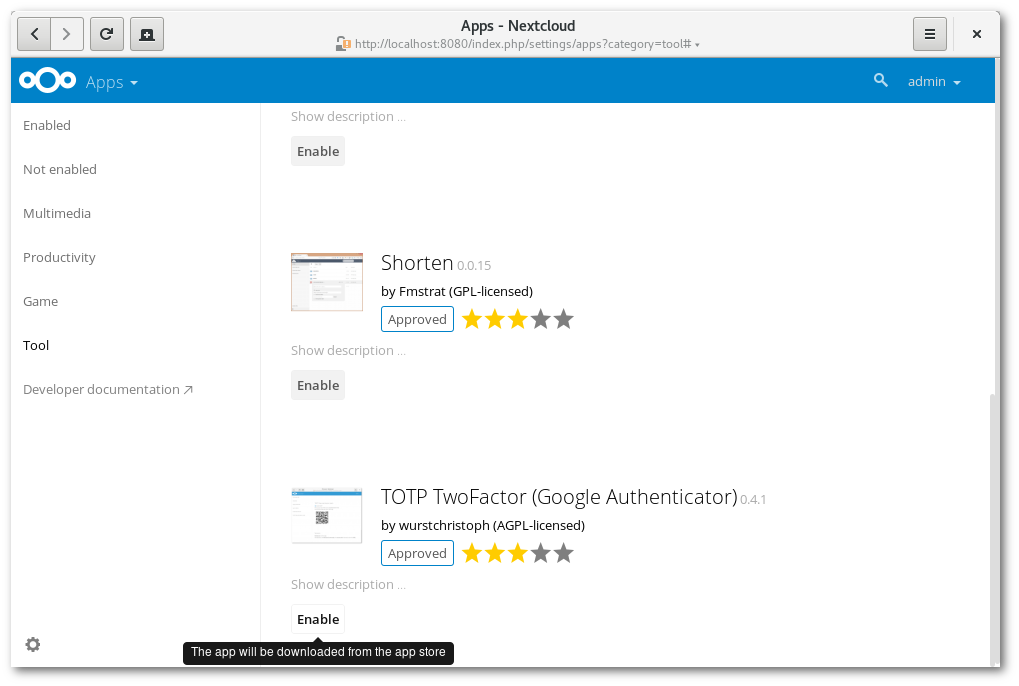 Apps - Nextcloud
http://localhost:8080/index.php/settings/apps?category=tool#
Apps
admin
Enabled
Not enabled
Multimedia
Productivity
Game
Tool
Developer documentation ↗
Show description ...
Enable
Shorten 0.0.15
by Fmstrat (GPL-licensed)
Approved
Show description ...
Enable
TOTP TwoFactor (Google Authenticator) 0.4.1
by wurstchristoph (AGPL-licensed)
Approved
Show description ...
Enable
The app will be downloaded from the app store